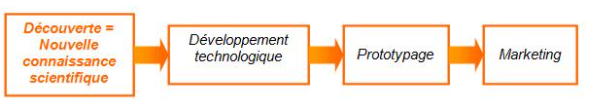 Découverte =
Nouvelle
connaissance
scientifique
Développement
technologique
Prototypage
Marketing